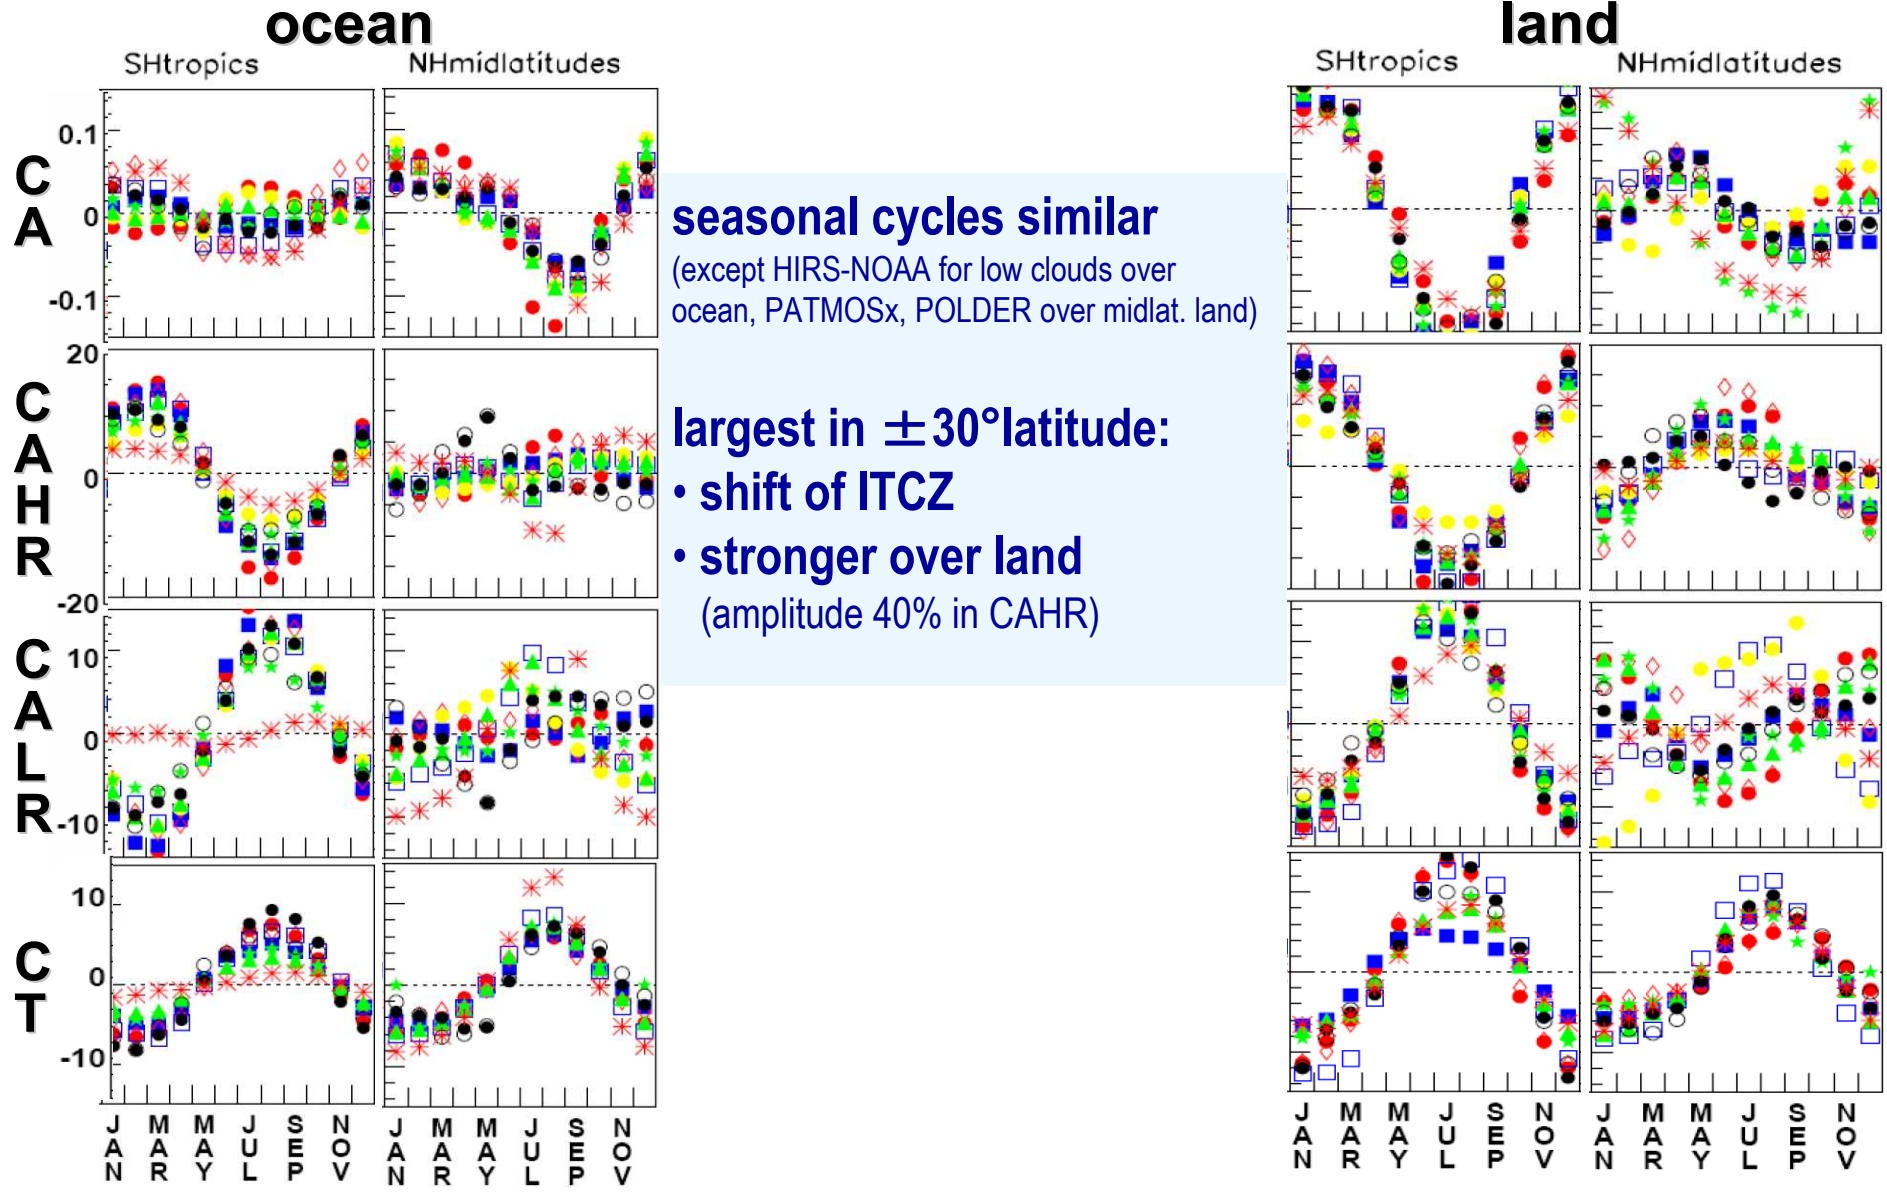 ocean
land
SHtropics
NHmidlatitudes
SHtropics
NHmidlatitudes
CA
0.1
0
-0.1
seasonal cycles similar
(except HIRS-NOAA for low clouds over
ocean, PATMOSx, POLDER over midlat. land)
CAHR
20
0
-20
largest in ±30°latitude:
• shift of ITCZ
• stronger over land
(amplitude 40% in CAHR)
CALR
10
0
-10
CT
10
0
-10
JAN MAR MAY JUL SEP NOV
JAN MAR MAY JUL SEP NOV
JAN MAR MAY JUL SEP NOV
JAN MAR MAY JUL SEP NOV